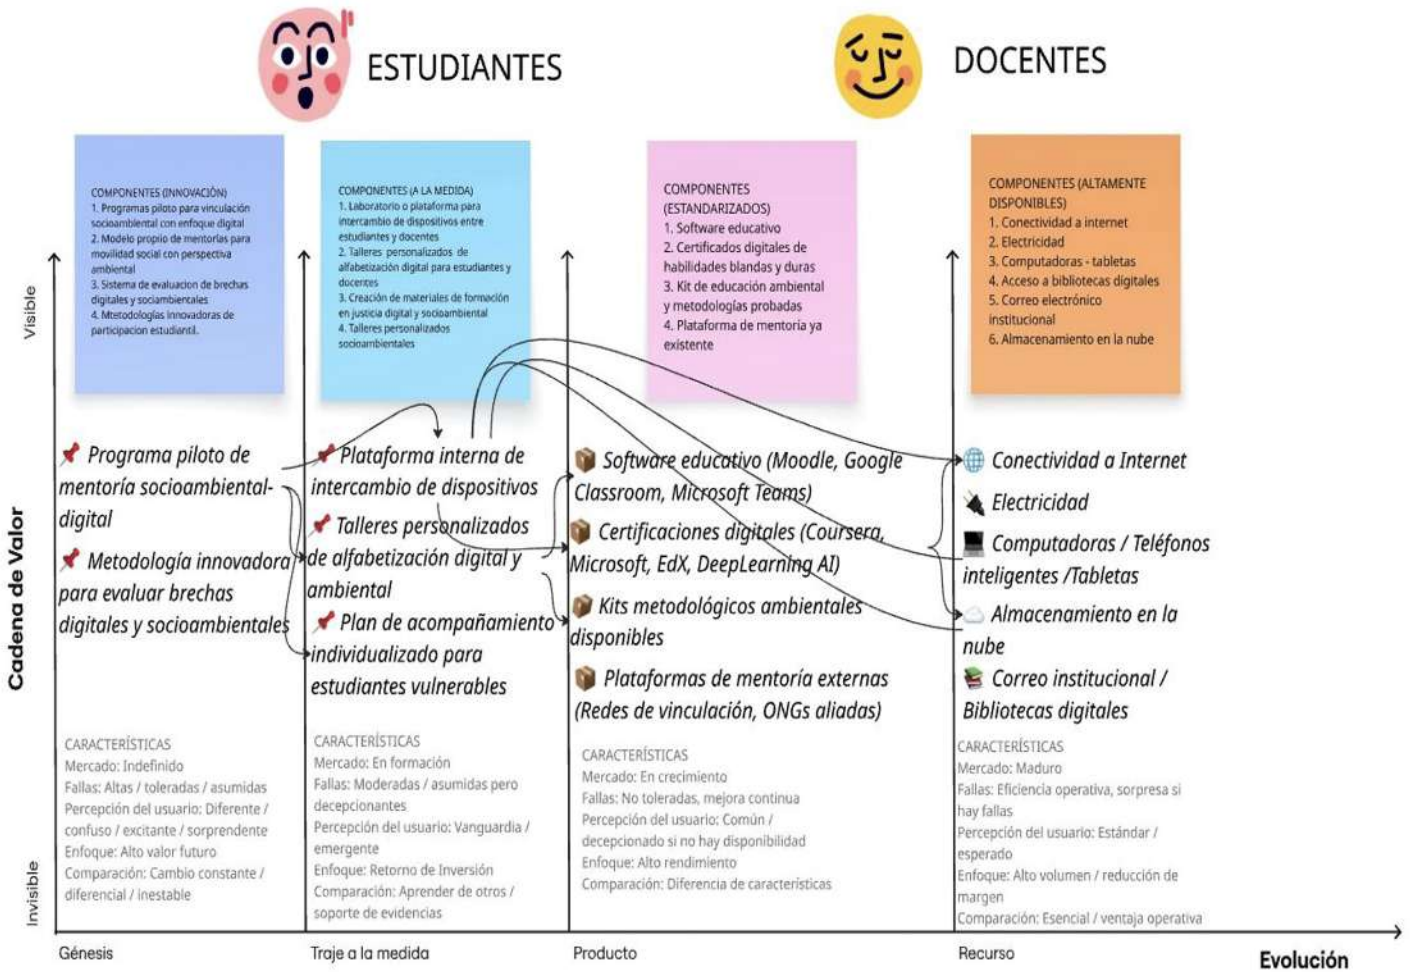 ESTUDIANTES
DOCENTES
COMPONENTES (INNOVACIÓN)
1. Programas piloto para vinculación
socioambiental con enfoque digital
2. Modelo propio de mentorías para
movilidad social con perspectiva
ambiental
3. Sistema de evaluacion de brechas
digitales y sociambientales
4. Mtetodologías innovadoras de
participacion estudiantil.
COMPONENTES (A LA MEDIDA)
1. Laboratorio o plataforma para
intercambio de dispositivos entre
estudiantes y docentes
2. Talleres personalizados de
alfabetización digital para estudiantes y
docentes
3. Creación de materiales de formación
en justicia digital y socioambiental
4. Talleres personalizados
socioambientales
COMPONENTES
(ESTANDARIZADOS)
1. Software educativo
2. Certificados digitales de
habilidades blandas y duras
3. Kit de educación ambiental
y metodologías probadas
4. Plataforma de mentoría ya
existente
COMPONENTES (ALTAMENTE
DISPONIBLES)
1. Conectividad a internet
2. Electricidad
3. Computadoras - tabletas
4. Acceso a bibliotecas digitales
5. Correo electrónico
institucional
6. Almacenamiento en la nube
Visible
Cadena de Valor
Invisible
Programa piloto de
mentoría socioambiental-
digital
Metodología innovadora
para evaluar brechas
digitales y socioambientales
Plataforma interna de
intercambio de dispositivos
Talleres personalizados
de alfabetización digital y
ambiental
Plan de acompañamiento
individualizado para
estudiantes vulnerables
Software educativo (Moodle, Google
Classroom, Microsoft Teams)
Certificaciones digitales (Coursera,
Microsoft, EdX, DeepLearning AI)
Kits metodológicos ambientales
disponibles
Plataformas de mentoría externas
(Redes de vinculación, ONGs aliadas)
Conectividad a Internet
Electricidad
Computadoras / Teléfonos
inteligentes /Tabletas
Almacenamiento en la
nube
Correo institucional /
Bibliotecas digitales
CARACTERÍSTICAS
Mercado: Indefinido
Fallas: Altas / toleradas / asumidas
Percepción del usuario: Diferente /
confuso / excitante / sorprendente
Enfoque: Alto valor futuro
Comparación: Cambio constante /
diferencial / inestable
CARACTERÍSTICAS
Mercado: En formación
Fallas: Moderadas / asumidas pero
decepcionantes
Percepción del usuario: Vanguardia /
emergente
Enfoque: Retorno de Inversión
Comparación: Aprender de otros /
soporte de evidencias
CARACTERÍSTICAS
Mercado: En crecimiento
Fallas: No toleradas, mejora continua
Percepción del usuario: Común /
decepcionado si no hay disponibilidad
Enfoque: Alto rendimiento
Comparación: Diferencia de características
CARACTERÍSTICAS
Mercado: Maduro
Fallas: Eficiencia operativa, sorpresa si
hay fallas
Percepción del usuario: Estándar /
esperado
Enfoque: Alto volumen / reducción de
margen
Comparación: Esencial / ventaja operativa
Génesis
Traje a la medida
Producto
Recurso
Evolución